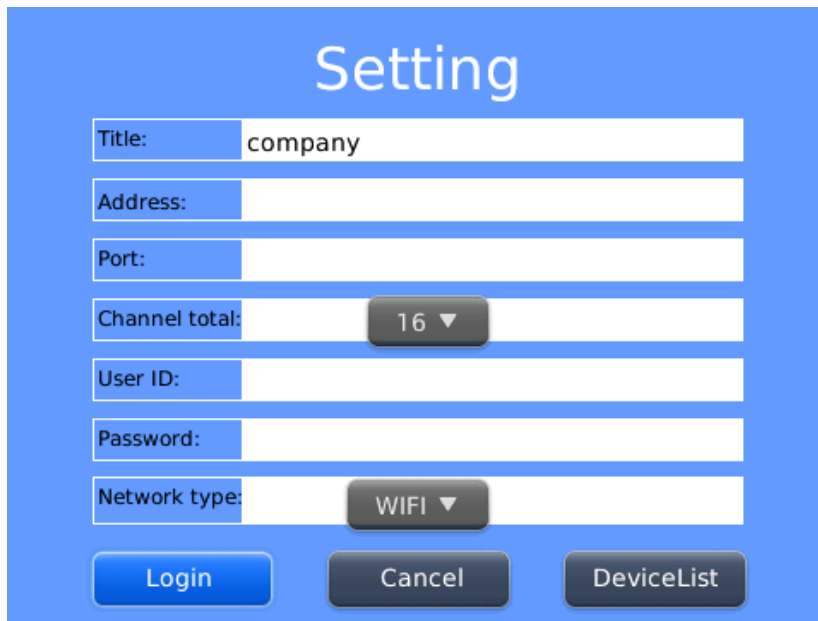 Setting
Title: company
Address:
Port:
Channel total: 16 ▼
User ID:
Password:
Network type: WIFI ▼
Login Cancel DeviceList